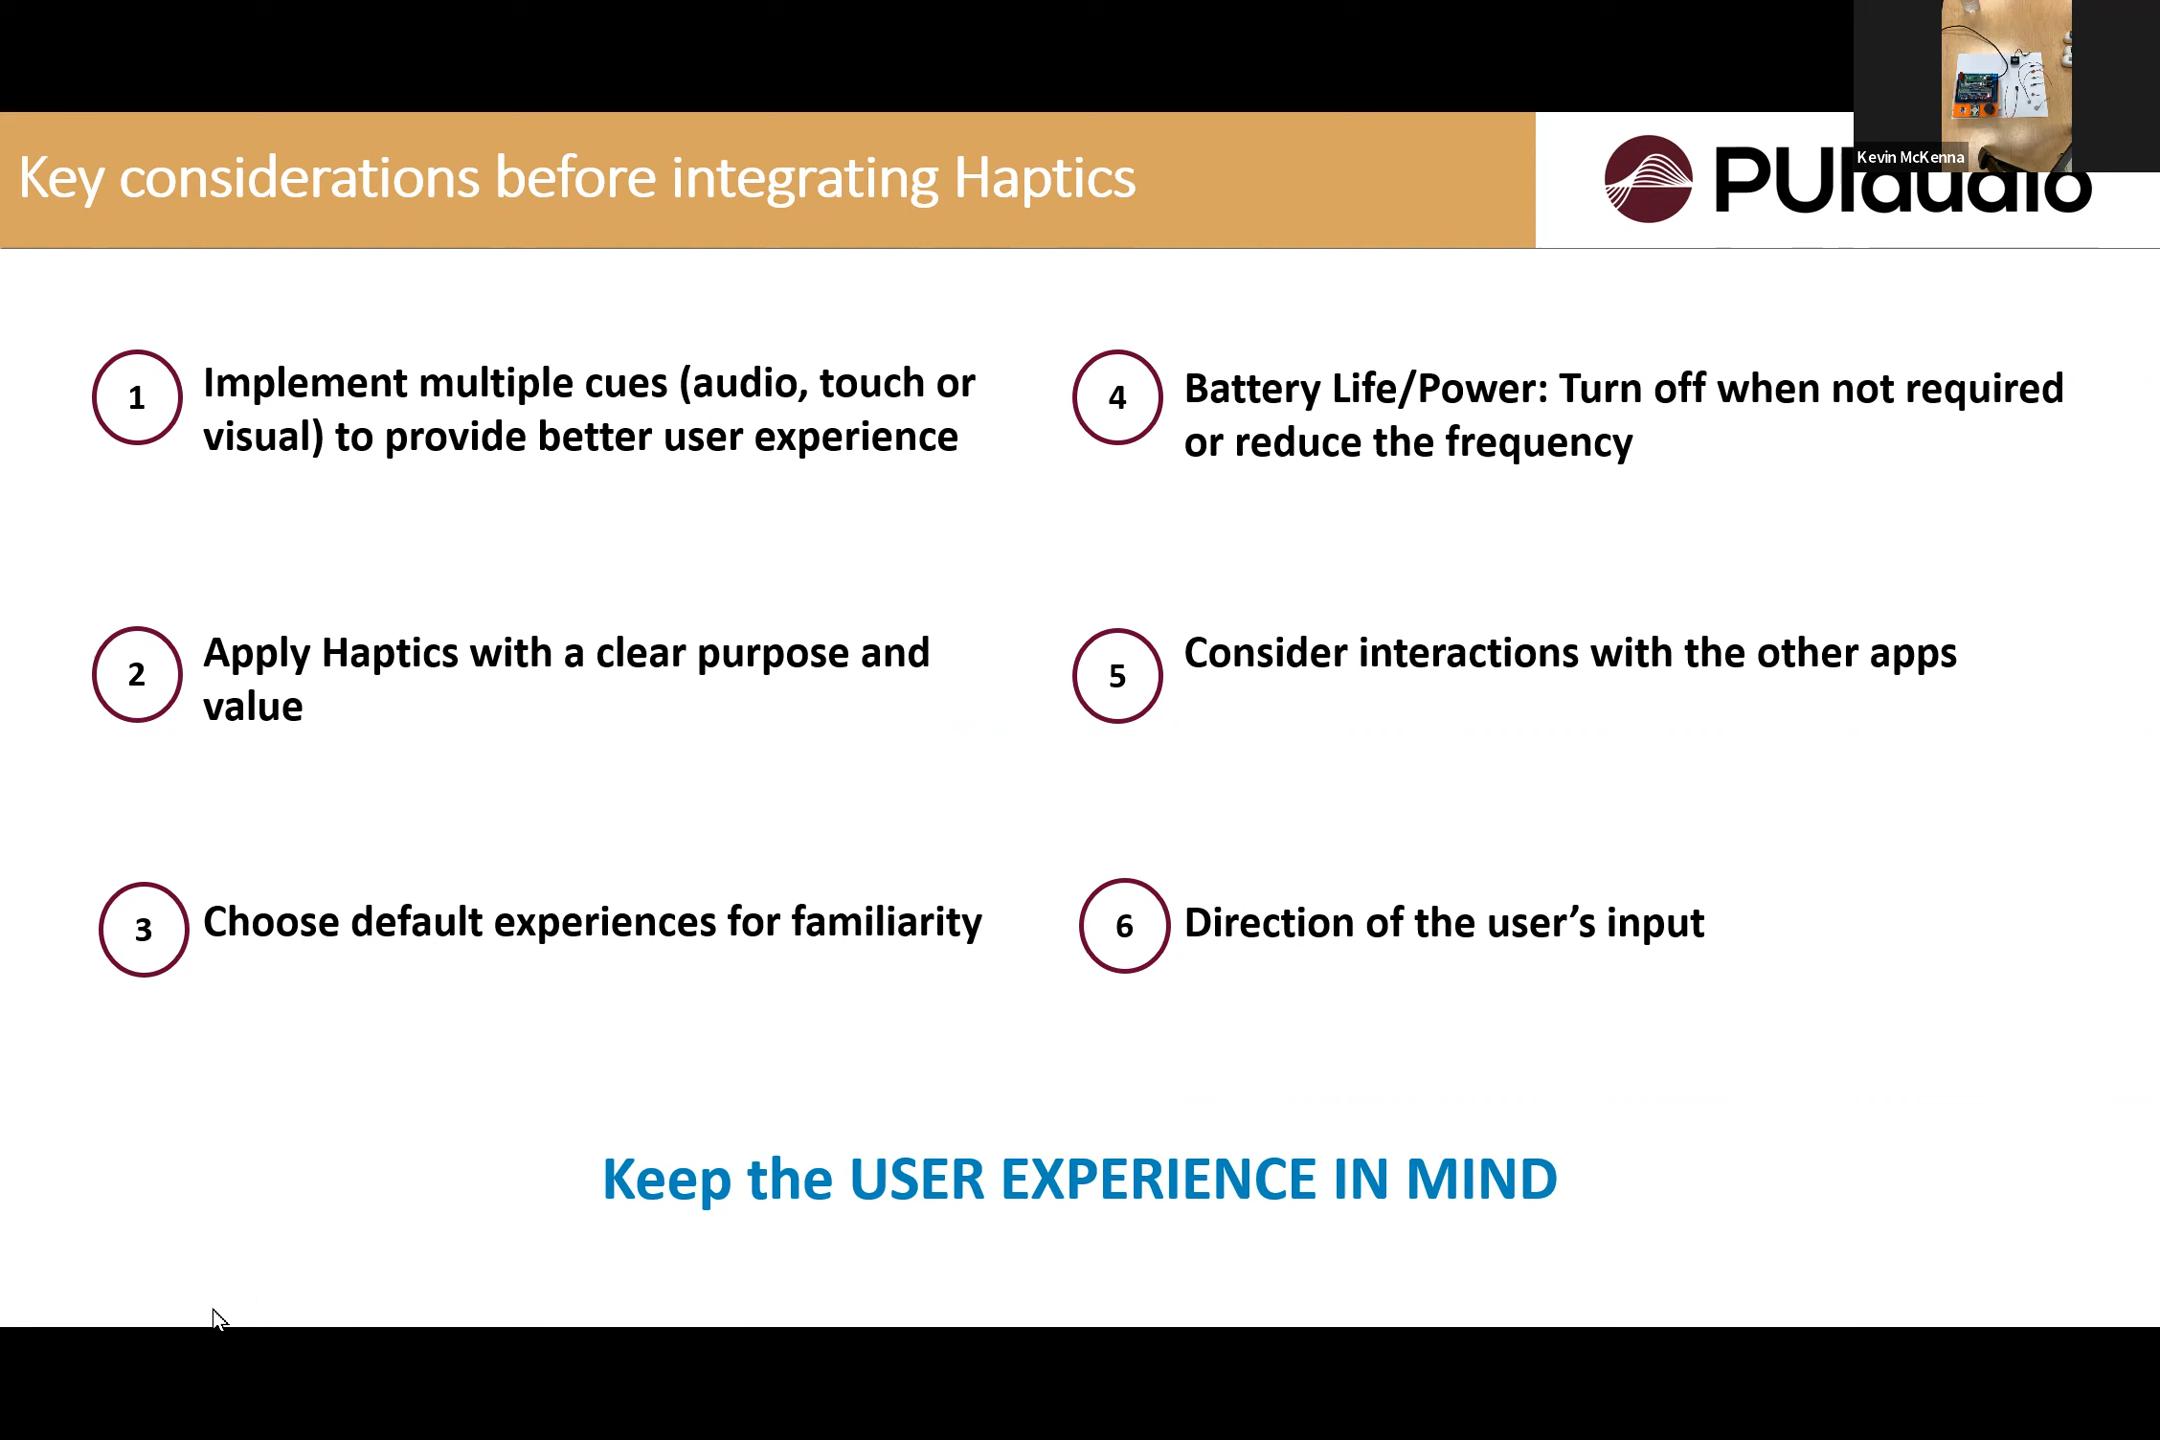 Kevin McKenna
Key considerations before integrating Haptics
PUIaudio
1
Implement multiple cues (audio, touch or
visual) to provide better user experience
2
Apply Haptics with a clear purpose and
value
3
Choose default experiences for familiarity
4
Battery Life/Power: Turn off when not required
or reduce the frequency
5
Consider interactions with the other apps
6
Direction of the user’s input
Keep the USER EXPERIENCE IN MIND